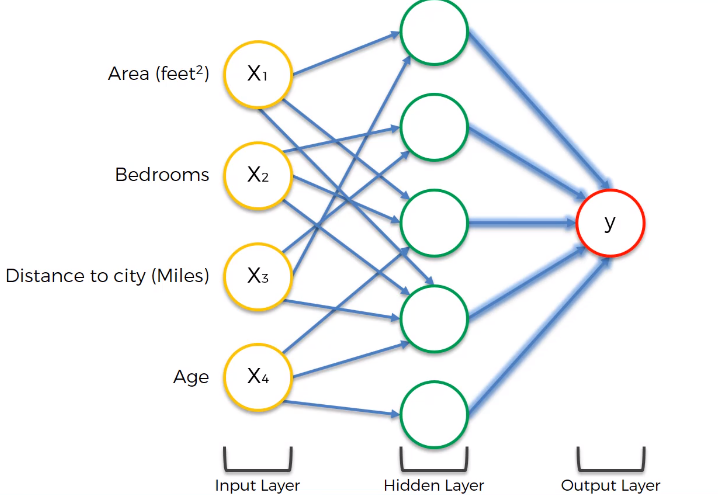 Area (feet²)
X₁
Bedrooms
X₂
y
Distance to city (Miles)
X₃
Age
X₄
Input Layer
Hidden Layer
Output Layer